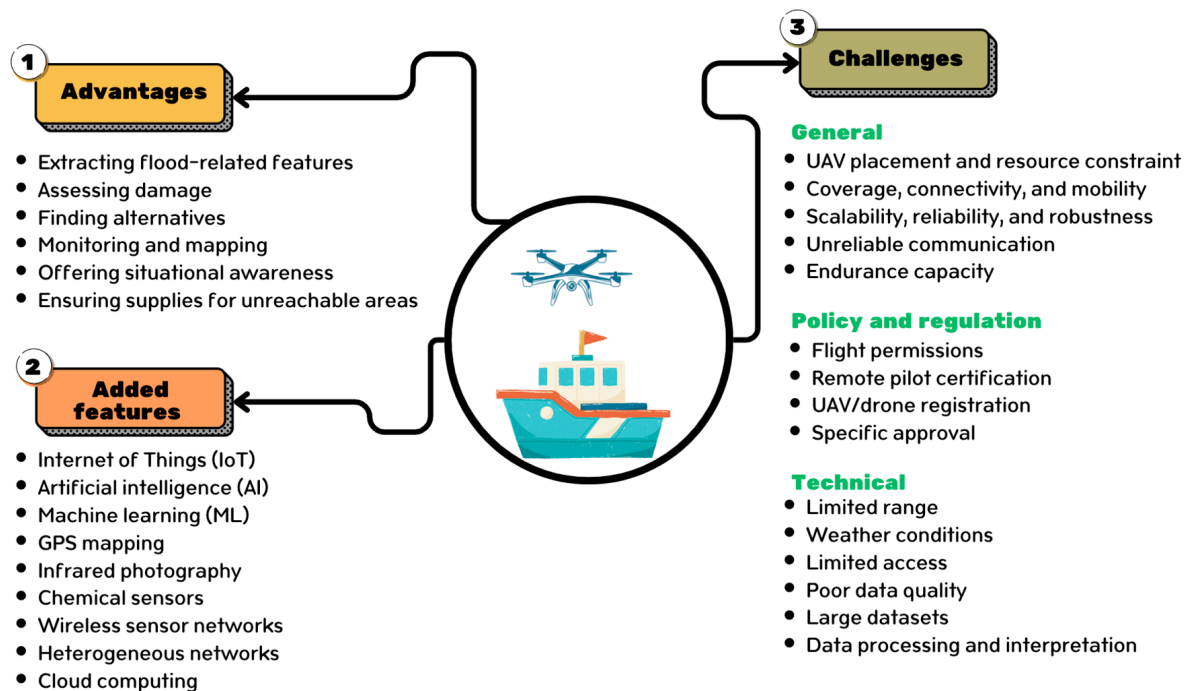 1
Advantages
• Extracting flood-related features
• Assessing damage
• Finding alternatives
• Monitoring and mapping
• Offering situational awareness
• Ensuring supplies for unreachable areas
2
Added
features
• Internet of Things (IoT)
• Artificial intelligence (AI)
• Machine learning (ML)
• GPS mapping
• Infrared photography
• Chemical sensors
• Wireless sensor networks
• Heterogeneous networks
• Cloud computing
3
Challenges
General
• UAV placement and resource constraint
• Coverage, connectivity, and mobility
• Scalability, reliability, and robustness
• Unreliable communication
• Endurance capacity
Policy and regulation
• Flight permissions
• Remote pilot certification
• UAV/drone registration
• Specific approval
Technical
• Limited range
• Weather conditions
• Limited access
• Poor data quality
• Large datasets
• Data processing and interpretation